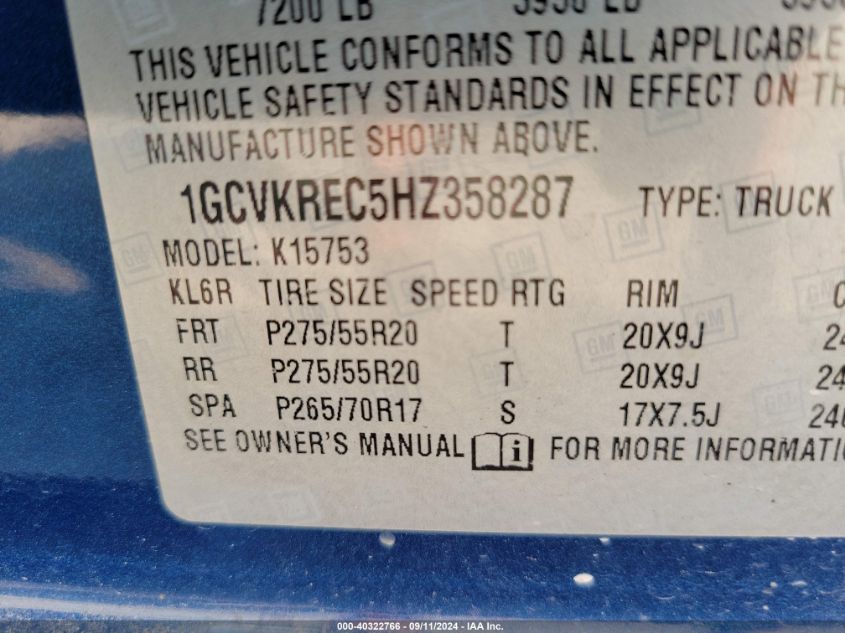 7200 LB
THIS VEHICLE CONFORMS TO ALL APPLICABLE
VEHICLE SAFETY STANDARDS IN EFFECT ON
MANUFACTURE SHOWN ABOVE.
1GCVKREC5HZ358287 TYPE: TRUCK
MODEL: K15753
KL6R TIRE SIZE SPEED RTG RIM
FRT P275/55R20 T 20X9J
RR P275/55R20 T 20X9J
SPA P265/70R17 S 17X7.5J
SEE OWNER'S MANUAL i FOR MORE
000-40322766 - 09/11/2024 - IAA Inc.